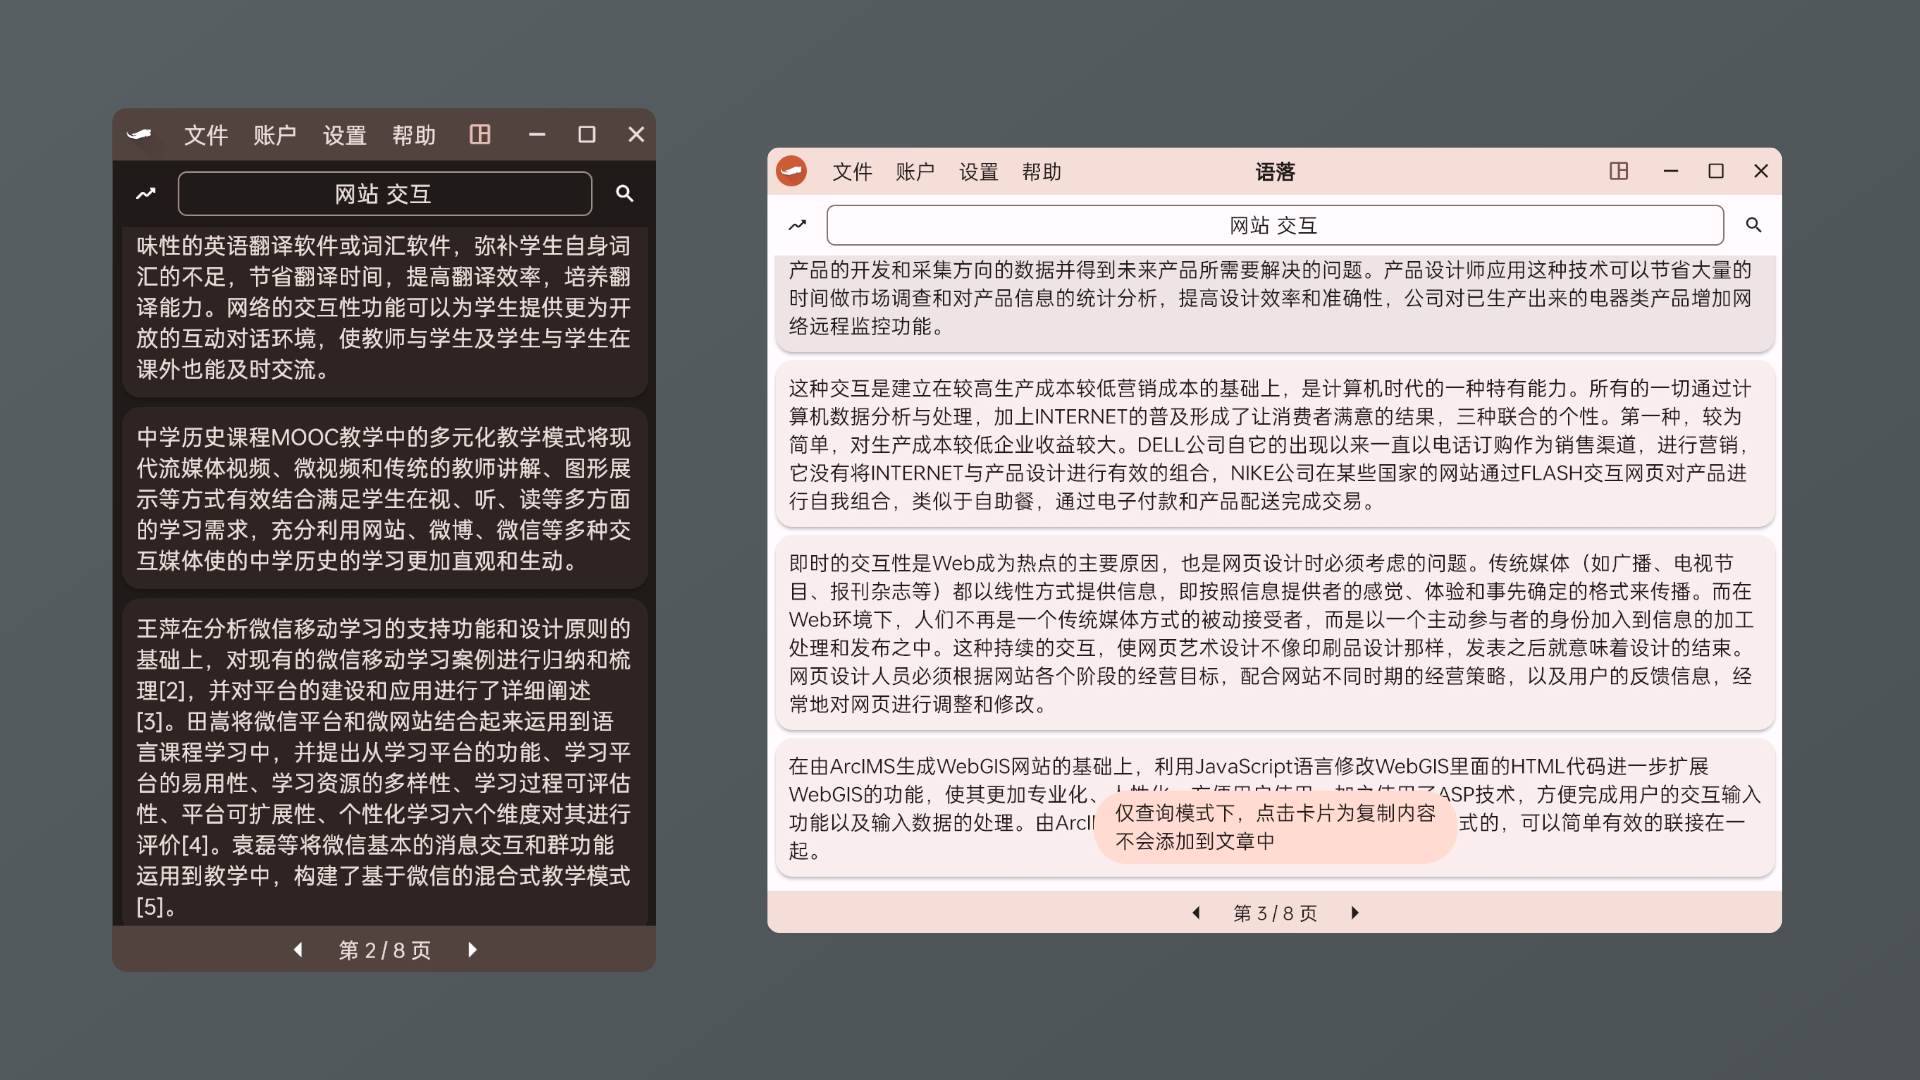 文件 账户 设置 帮助
网站 交互
味性的英语翻译软件或词汇软件，弥补学生自身词
汇的不足，节省翻译时间，提高翻译效率，培养翻
译能力。网络的交互性功能可以为学生提供更为开
放的互动对话环境，使教师与学生及学生与学生在
课外也能及时交流。
中学历史课程MOOC教学中的多元化教学模式将现
代流媒体视频、微视频和传统的教师讲解、图形展
示等方式有效结合满足学生在视、听、读等多方面
的学习需求，充分利用网站、微博、微信等多种交
互媒体使的中学历史的学习更加直观和生动。
王萍在分析微信移动学习的支持功能和设计原则的
基础上，对现有的微信移动学习案例进行归纳和梳
理[2]，并对平台的建设和应用进行了详细阐述
[3]。田嵩将微信平台和微网站结合起来运用到语
言课程学习中，并提出从学习平台的功能、学习平
台的易用性、学习资源的多样性、学习过程可评估
性、平台可扩展性、个性化学习六个维度对其进行
评价[4]。袁磊等将微信基本的消息交互和群功能
运用到教学中，构建了基于微信的混合式教学模式
[5]。
第 2 / 8 页
文件 账户 设置 帮助 语落
网站 交互
产品的开发和采集方向的数据并得到未来产品所需要解决的问题。产品设计师应用这种技术可以节省大量的
时间做市场调查和对产品信息的统计分析，提高设计效率和准确性，公司对已生产出来的电器类产品增加网
络远程监控功能。
这种交互是建立在较高生产成本较低营销成本的基础上，是计算机时代的一种特有能力。所有的一切通过计
算机数据分析与处理，加上INTERNET的普及形成了让消费者满意的结果，三种联合的个性。第一种，较为
简单，对生产成本较低企业收益较大。DELL公司自它的出现以来一直以电话订购作为销售渠道，进行营销，
它没有将INTERNET与产品设计进行有效的组合，NIKE公司在某些国家的网站通过FLASH交互网页对产品进
行自我组合，类似于自助餐，通过电子付款和产品配送完成交易。
即时的交互性是Web成为热点的主要原因，也是网页设计时必须考虑的问题。传统媒体（如广播、电视节
目、报刊杂志等）都以线性方式提供信息，即按照信息提供者的感觉、体验和事先确定的格式来传播。而在
Web环境下，人们不再是一个传统媒体方式的被动接受者，而是以一个主动参与者的身份加入到信息的加工
处理和发布之中。这种持续的交互，使网页艺术设计不像印刷品设计那样，发表之后就意味着设计的结束。
网页设计人员必须根据网站各个阶段的经营目标，配合网站不同时期的经营策略，以及用户的反馈信息，经
常地对网页进行调整和修改。
在由ArcIMS生成WebGIS网站的基础上，利用JavaScript语言修改WebGIS里面的HTML代码进一步扩展
WebGIS的功能，使其更加专业化、人性化，方便用户使用，加之使用了ASP技术，方便完成用户的交互输入
功能以及输入数据的处理。由ArcI 式的，可以简单有效的联接在一
起。
仅查询模式下，点击卡片为复制内容
不会添加到文章中
第 3 / 8 页